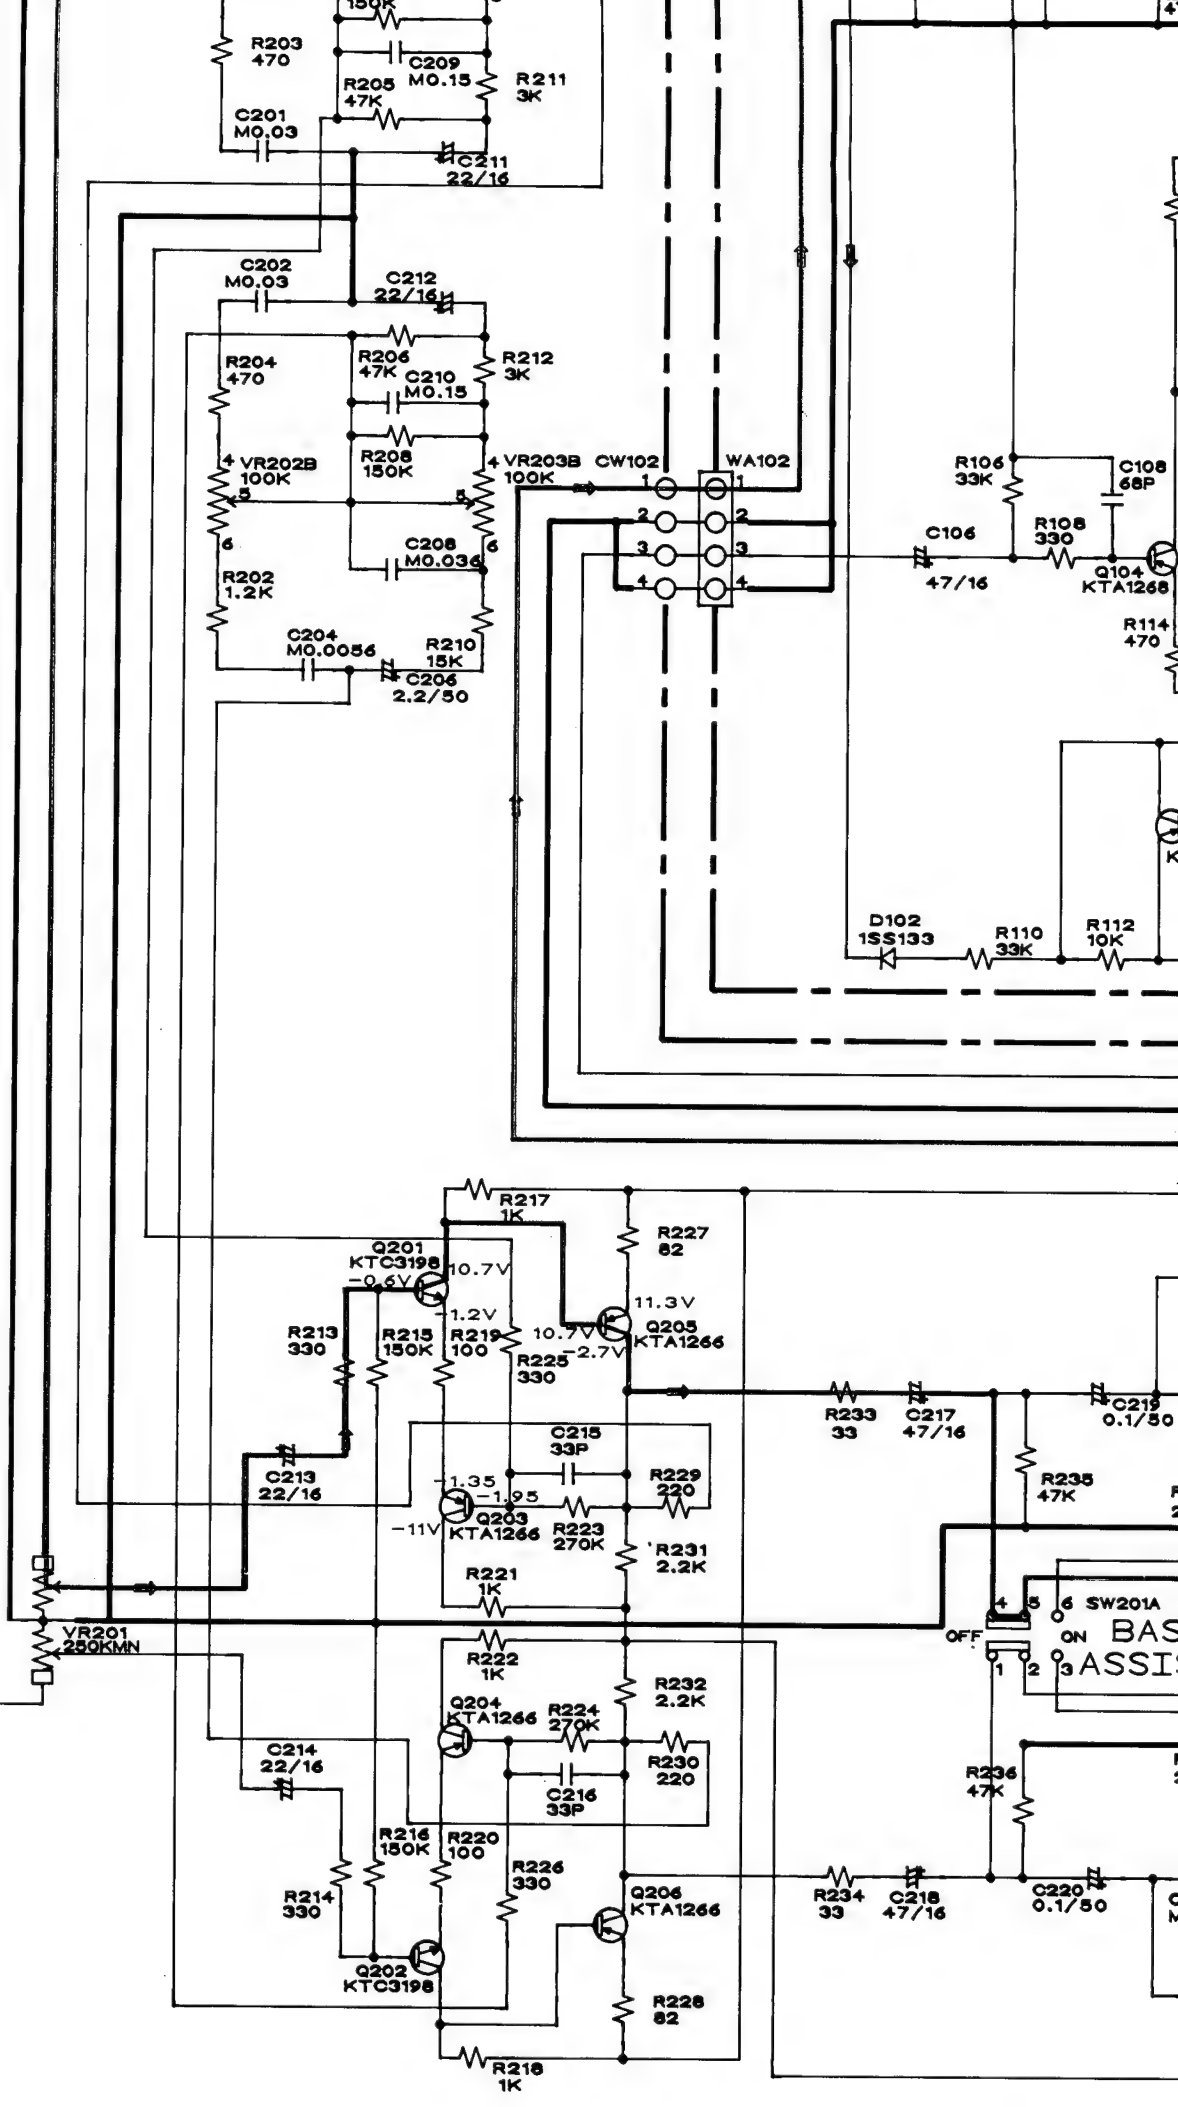 150K
R203
470
C209
M0.15
R211
3K
R205
47K
C201
M0.03
C211
22/16
C202
M0.03
C212
22/16
R204
470
R206
47K
R212
3K
C210
M0.15
R208
150K
4 VR202B
100K
5
6
4 VR203B
100K
5
6
CW102
WA102
1 1
2 2
3 3
4 4
R106
33K
C108
68P
C106
47/16
R108
330
Q104
KTA1268
R114
470
C208
M0.036
R202
1.2K
C204
M0.0056
R210
15K
C206
2.2/50
K
D102
1SS133
R110
33K
R112
10K
R217
1K
R227
82
Q201
KTC3198
-0.6V
10.7V
-1.2V
11.3V
10.7V
Q205
KTA1266
-2.7V
R213
330
R215
150K
R219
100
R225
330
R233
33
C217
47/16
C219
0.1/50
C213
22/16
C215
33P
R229
220
R235
47K
-1.35
-1.95
-11V
Q203
KTA1266
R223
270K
R231
2.2K
R221
1K
VR201
250KMN
R222
1K
4 5 6 SW201A
OFF
ON
BAS
1 2 3
ASSIS
R232
2.2K
Q204
KTA1266
R224
270K
R230
220
C214
22/16
C216
33P
R236
47K
R216
150K
R220
100
R226
330
R214
330
Q206
KTA1266
R234
33
C218
47/16
C220
0.1/50
Q202
KTC3198
R228
82
R218
1K